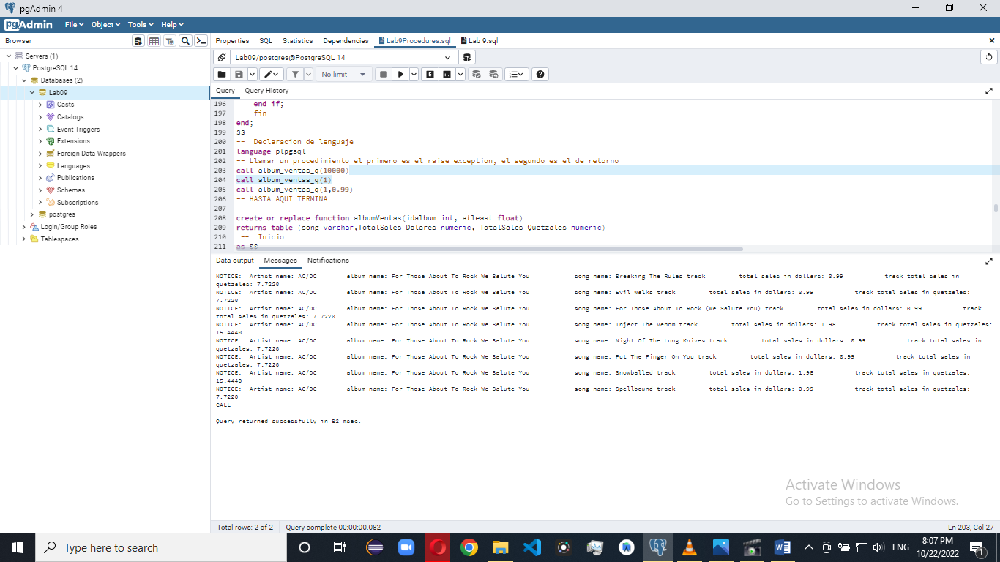 pgAdmin 4
pgAdmin File Object Tools Help
Browser
Properties SQL Statistics Dependencies Lab9Procedures.sql Lab 9.sql
Servers (1)
PostgreSQL 14
Databases (2)
Lab09
Casts
Catalogs
Event Triggers
Extensions
Foreign Data Wrappers
Languages
Publications
Schemas
Subscriptions
postgres
Login/Group Roles
Tablespaces
Lab09/postgres@PostgreSQL 14
No limit
Query Query History
196 end if;
197 -- fin
198 end;
199 $$
200 -- Declaracion de lenguaje
201 language plpgsql
202 -- Llamar un procedimiento el primero es el raise exception, el segundo es el de retorno
203 call album_ventas_q(10000)
204 call album_ventas_q(1)
205 call album_ventas_q(1,0.99)
206 -- HASTA AQUI TERMINA
207
208 create or replace function albumVentas(idalbum int, atleast float)
209 returns table (song varchar,TotalSales_Dolares numeric, TotalSales_Quetzales numeric)
210 -- Inicio
211 as $$
Data output Messages Notifications
NOTICE: Artist name: AC/DC album name: For Those About To Rock We Salute You song name: Breaking The Rules track total sales in dollars: 0.99 track total sales in
quetzales: 7.7220
NOTICE: Artist name: AC/DC album name: For Those About To Rock We Salute You song name: Evil Walks track total sales in dollars: 0.99 track total sales in quetzales:
7.7220
NOTICE: Artist name: AC/DC album name: For Those About To Rock We Salute You song name: For Those About To Rock (We Salute You) track total sales in dollars: 0.99 track
total sales in quetzales: 7.7220
NOTICE: Artist name: AC/DC album name: For Those About To Rock We Salute You song name: Inject The Venom track total sales in dollars: 1.98 track total sales in quetzales:
15.4440
NOTICE: Artist name: AC/DC album name: For Those About To Rock We Salute You song name: Night Of The Long Knives track total sales in dollars: 0.99 track total sales in
quetzales: 7.7220
NOTICE: Artist name: AC/DC album name: For Those About To Rock We Salute You song name: Put The Finger On You track total sales in dollars: 0.99 track total sales in
quetzales: 7.7220
NOTICE: Artist name: AC/DC album name: For Those About To Rock We Salute You song name: Snowballed track total sales in dollars: 1.98 track total sales in quetzales:
15.4440
NOTICE: Artist name: AC/DC album name: For Those About To Rock We Salute You song name: Spellbound track total sales in dollars: 0.99 track total sales in quetzales:
7.7220
CALL
Query returned successfully in 82 msec.
Activate Windows
Go to Settings to activate Windows.
Total rows: 2 of 2 Query complete 00:00:00.082 Ln 203, Col 27
Type here to search
ENG
8:07 PM
10/22/2022
1